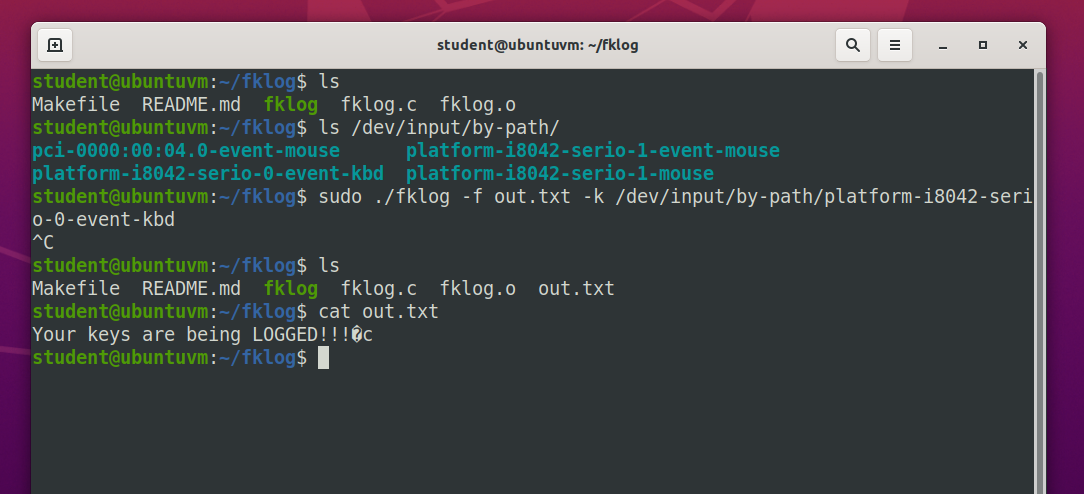 student@ubuntuvm: ~/fklog
student@ubuntuvm:~/fklog$ ls
Makefile  README.md  fklog  fklog.c  fklog.o
student@ubuntuvm:~/fklog$ ls /dev/input/by-path/
pci-0000:00:04.0-event-mouse      platform-i8042-serio-1-event-mouse
platform-i8042-serio-0-event-kbd  platform-i8042-serio-1-mouse
student@ubuntuvm:~/fklog$ sudo ./fklog -f out.txt -k /dev/input/by-path/platform-i8042-seri
o-0-event-kbd
^C
student@ubuntuvm:~/fklog$ ls
Makefile  README.md  fklog  fklog.c  fklog.o  out.txt
student@ubuntuvm:~/fklog$ cat out.txt
Your keys are being LOGGED!!!�c
student@ubuntuvm:~/fklog$